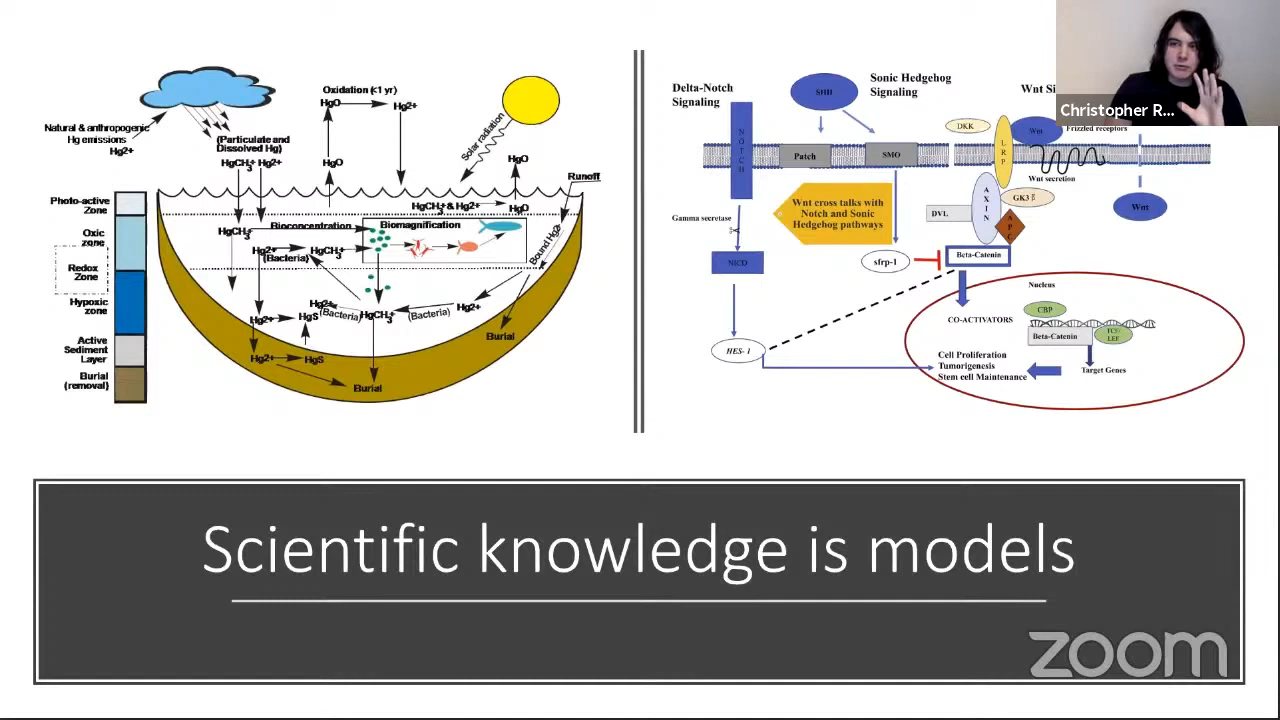 Oxidation (<1 yr)
HgO
Hg2+
Natural & anthropogenic
Hg emissions
Hg2+
(Particulate and
Dissolved Hg)
HgCH3+ Hg2+
HgO
Solar radiation
HgO
Runoff
HgCH3+ & Hg2+
HgO
Photo-active
Zone
Oxic
zone
Redox
Zone
Hypoxic
zone
Active
Sediment
Layer
Burial
(removal)
HgCH3+
Bioconcentration
Biomagnification
Hg2+
HgCH3+
(Bacteria)
Bound Hg2+
Hg2+
HgS
Hg2+
(Bacteria)
HgCH3+
(Bacteria)
Hg2+
Burial
Hg2+
HgS
Burial
Delta-Notch
Signaling
SHH
Sonic Hedgehog
Signaling
Wnt Si
Christopher R...
NOTCH
Patch
SMO
DKK
LRP
Wnt
Frizzled receptors
Wnt secretion
Wnt
Wnt cross talks with
Notch and Sonic
Hedgehog pathways
Gamma secretase
NICD
DVL
AXIN
GK3 β
APC
sfrp-1
Beta-Catenin
Nucleus
CO-ACTIVATORS
CBP
Beta-Catenin
TCF/
LEF
HES-1
Cell Proliferation
Tumorigenesis
Stem cell Maintenance
Target Genes
Scientific knowledge is models
zoom